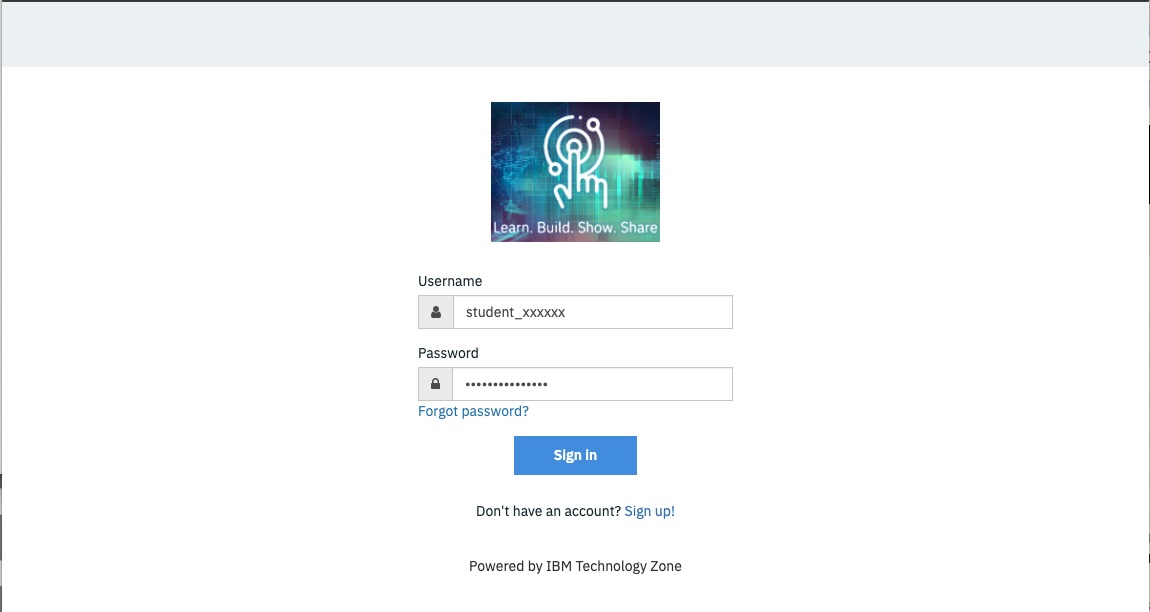 Learn. Build. Show. Share
Username
student_xxxxxx
Password
•••••••••••••••
Forgot password?
Sign in
Don't have an account? Sign up!
Powered by IBM Technology Zone